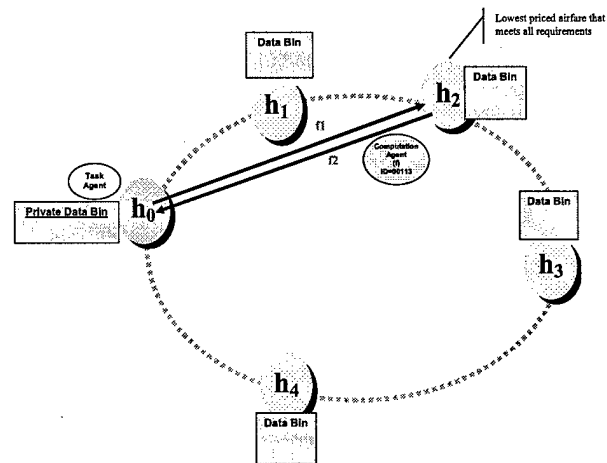 Lowest priced airfare that
meets all requirements
Data Bin
h1
h2
Data Bin
f1
f2
Computation
Agent
(f)
ID=00113
Task
Agent
Private Data Bin
h0
Data Bin
h3
h4
Data Bin